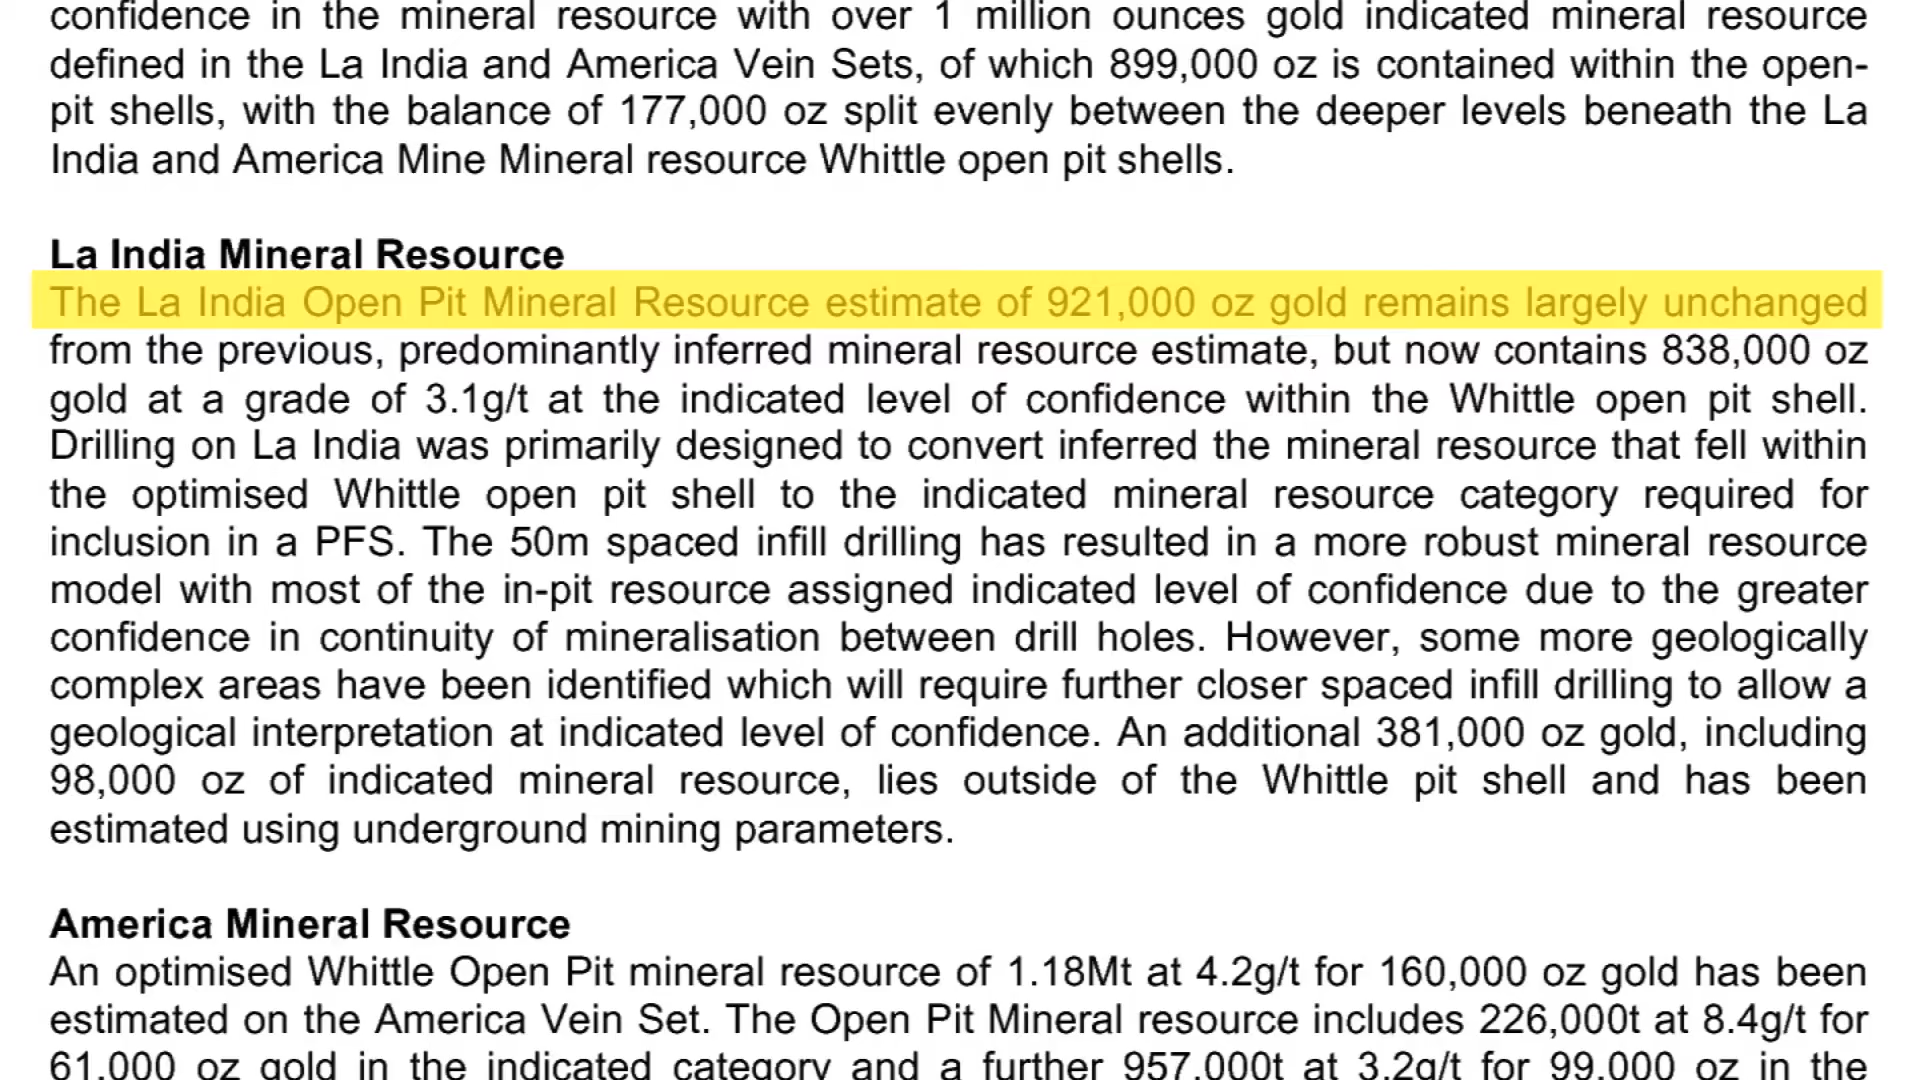 confidence in the mineral resource with over 1 million ounces gold indicated mineral resource
defined in the La India and America Vein Sets, of which 899,000 oz is contained within the open-
pit shells, with the balance of 177,000 oz split evenly between the deeper levels beneath the La
India and America Mine Mineral resource Whittle open pit shells.
La India Mineral Resource
The La India Open Pit Mineral Resource estimate of 921,000 oz gold remains largely unchanged
from the previous, predominantly inferred mineral resource estimate, but now contains 838,000 oz
gold at a grade of 3.1g/t at the indicated level of confidence within the Whittle open pit shell.
Drilling on La India was primarily designed to convert inferred the mineral resource that fell within
the optimised Whittle open pit shell to the indicated mineral resource category required for
inclusion in a PFS. The 50m spaced infill drilling has resulted in a more robust mineral resource
model with most of the in-pit resource assigned indicated level of confidence due to the greater
confidence in continuity of mineralisation between drill holes. However, some more geologically
complex areas have been identified which will require further closer spaced infill drilling to allow a
geological interpretation at indicated level of confidence. An additional 381,000 oz gold, including
98,000 oz of indicated mineral resource, lies outside of the Whittle pit shell and has been
estimated using underground mining parameters.
America Mineral Resource
An optimised Whittle Open Pit mineral resource of 1.18Mt at 4.2g/t for 160,000 oz gold has been
estimated on the America Vein Set. The Open Pit Mineral resource includes 226,000t at 8.4g/t for
61,000 oz gold in the indicated category and a further 957,000t at 3.2g/t for 99,000 oz in the